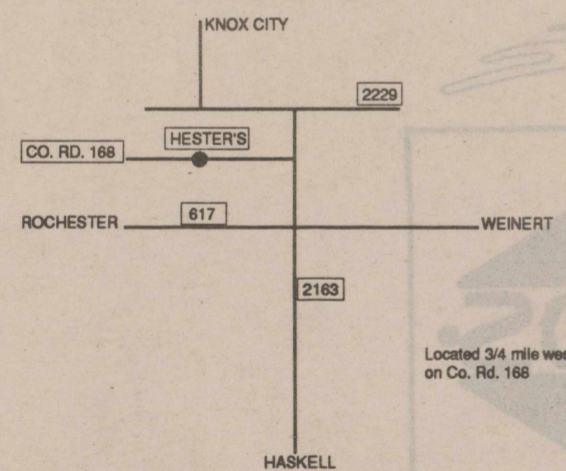 KNOX CITY
2229
HESTER'S
CO. RD. 168
617
ROCHESTER
WEINERT
2163
Located 3/4 mile
on Co. Rd. 168
HASKELL